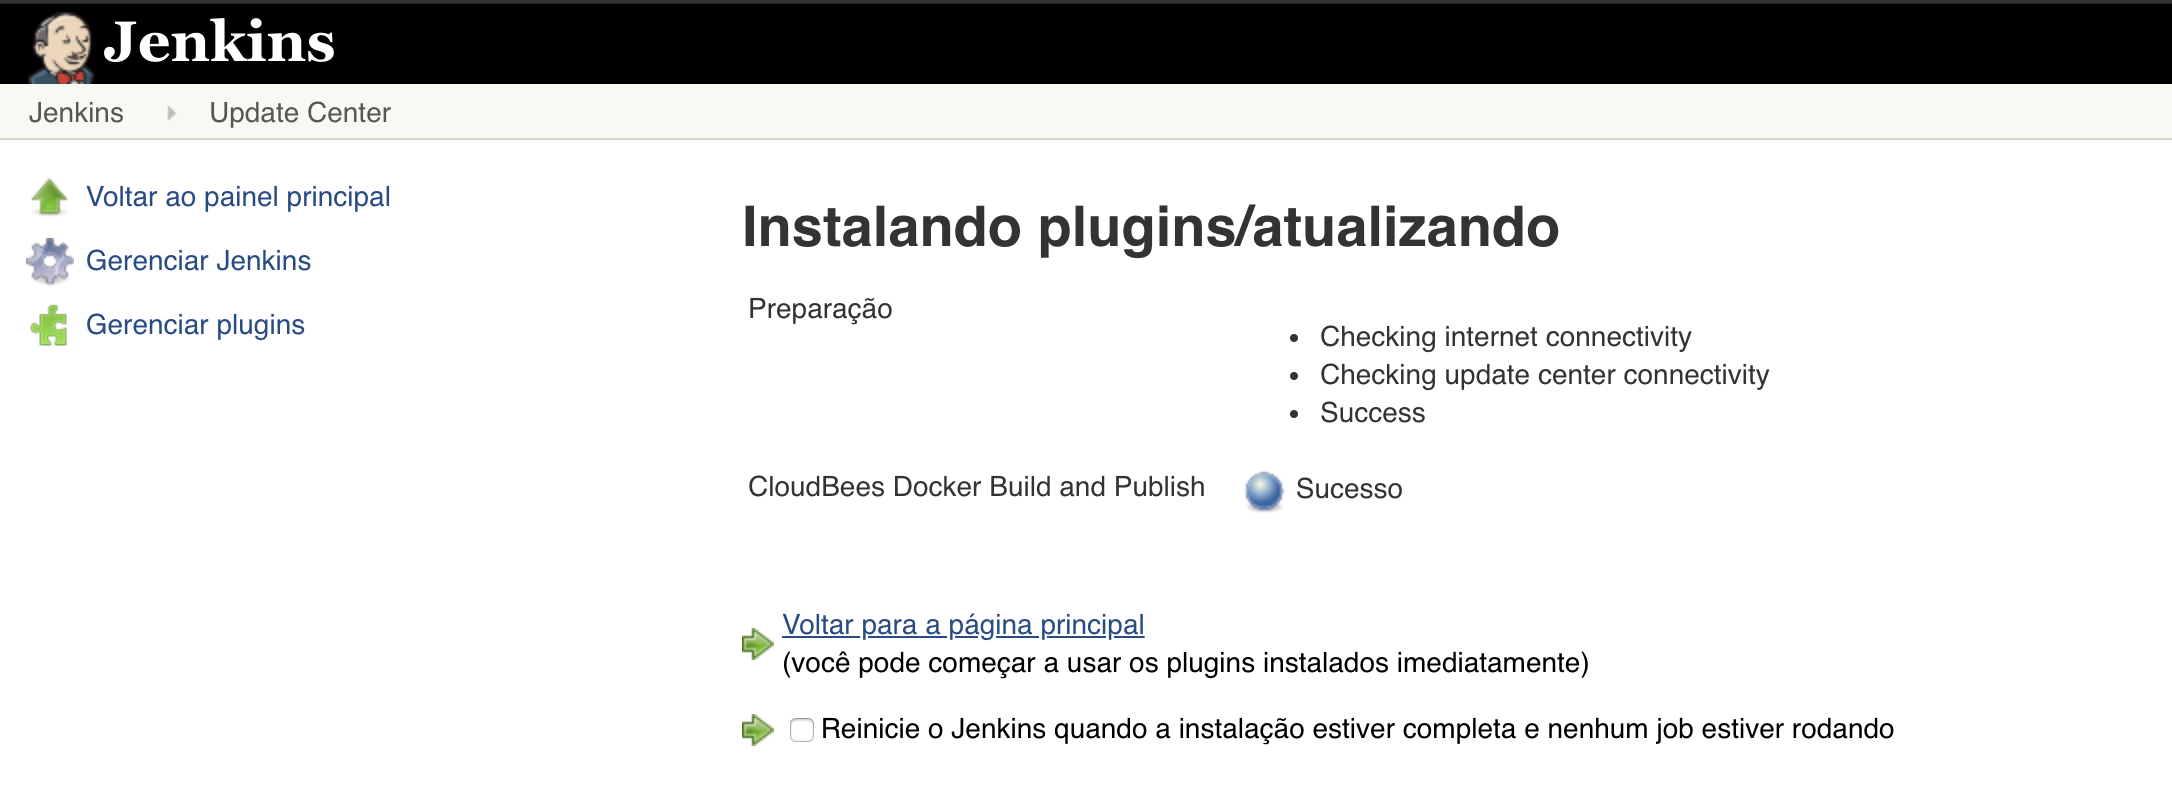 Jenkins
Jenkins Update Center
Voltar ao painel principal
Gerenciar Jenkins
Gerenciar plugins
Instalando plugins/atualizando
Preparação
Checking internet connectivity
Checking update center connectivity
Success
CloudBees Docker Build and Publish Sucesso
Voltar para a página principal
(você pode começar a usar os plugins instalados imediatamente)
Reinicie o Jenkins quando a instalação estiver completa e nenhum job estiver rodando